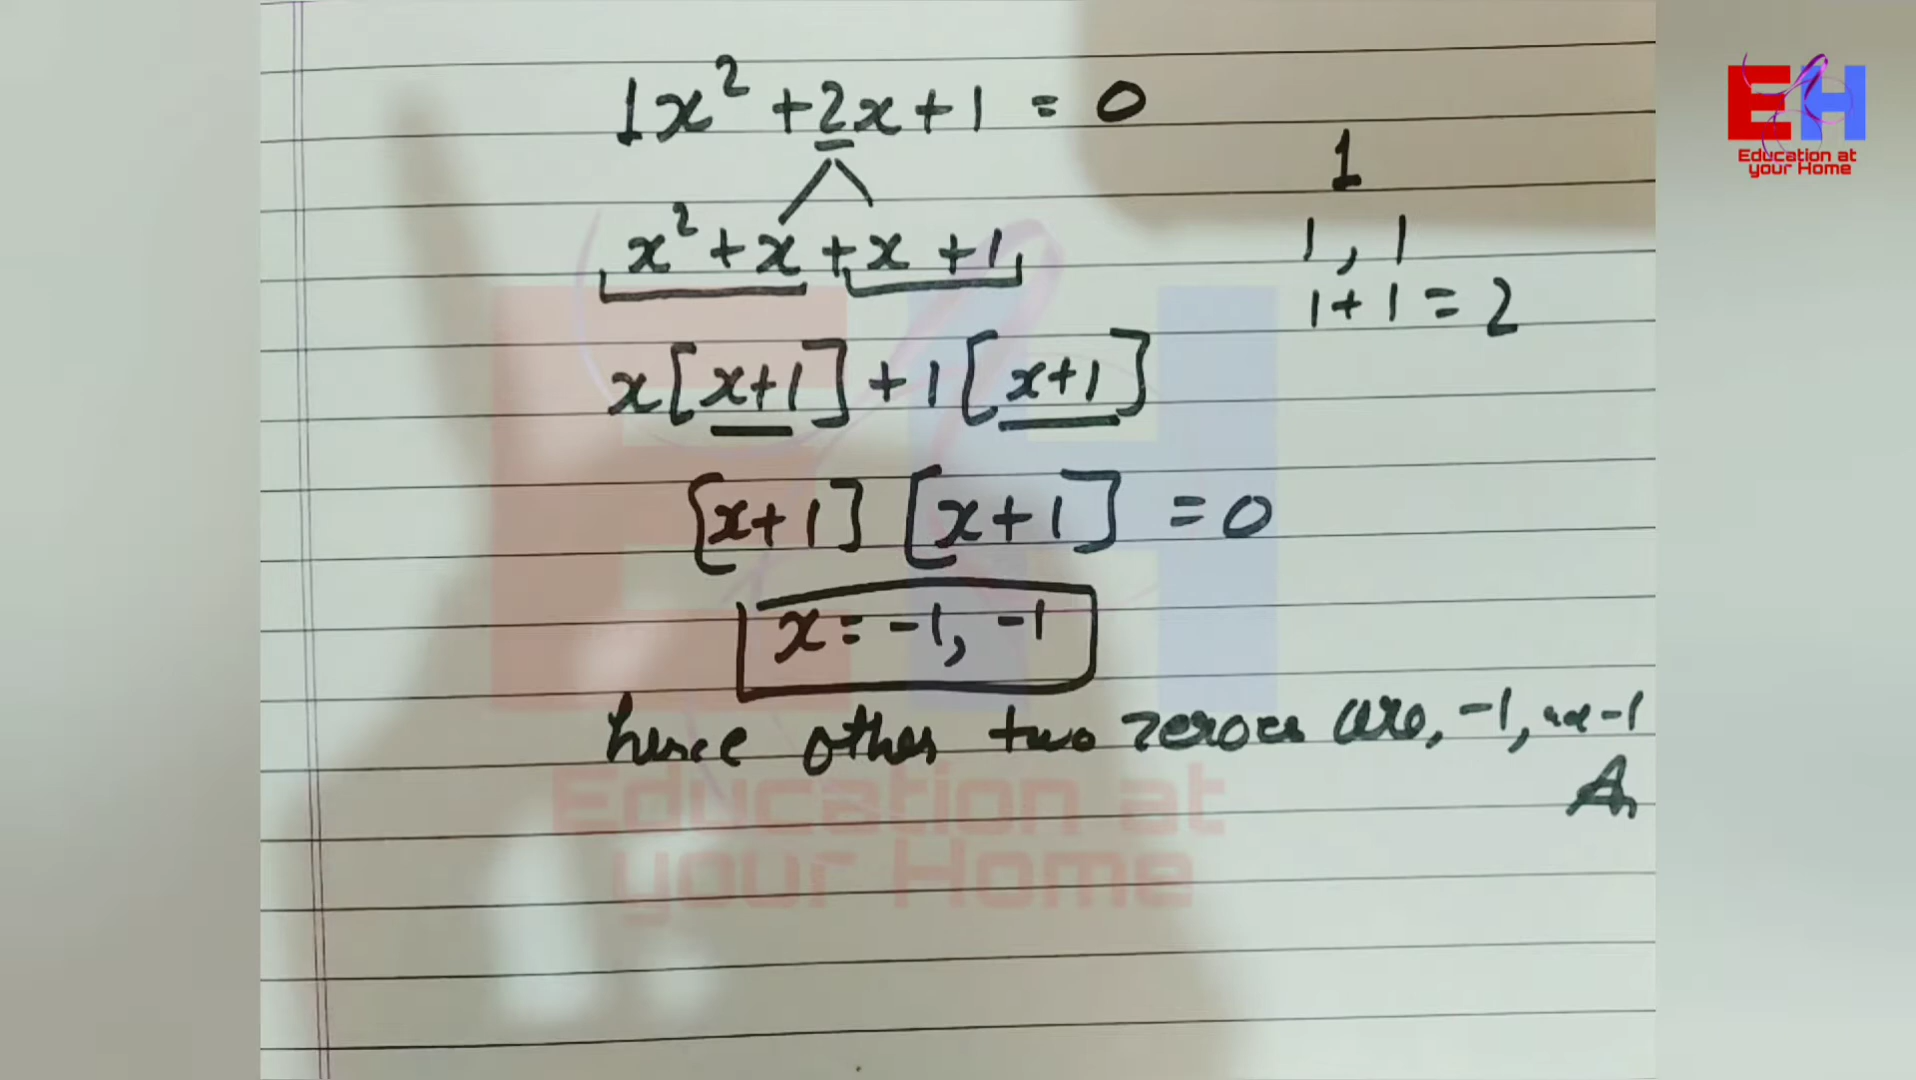 1x² + 2x + 1 = 0
x² + x + x + 1
x[x+1] + 1[x+1]
[x+1] [x+1] = 0
x = -1, -1
hence other two zeroes are, -1, -1
1
1, 1
1 + 1 = 2
EH
Education at
your Home
Education at
your Home